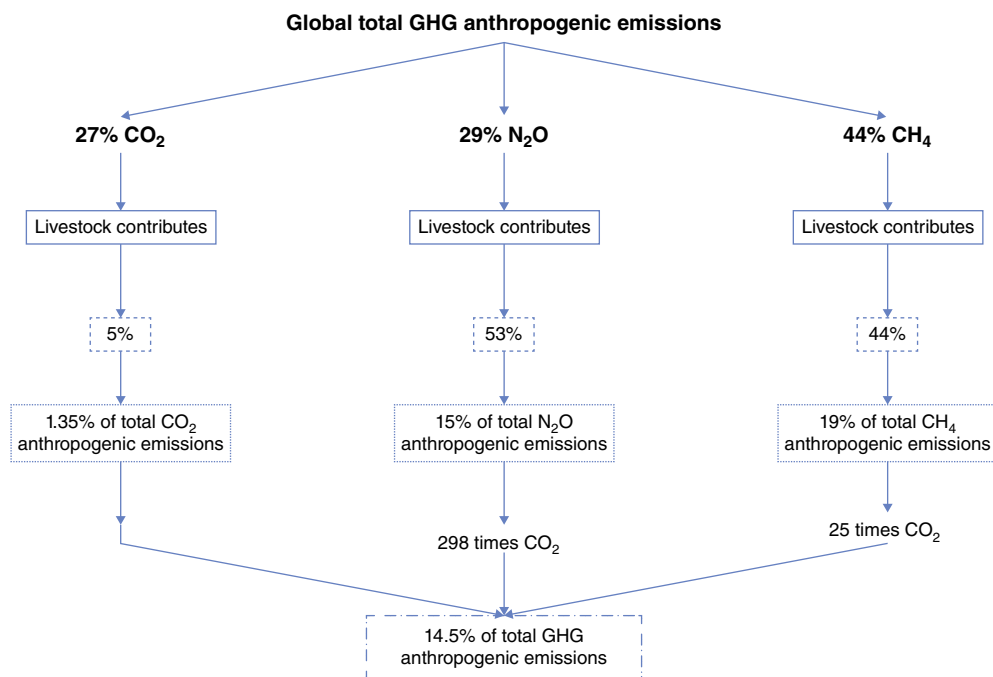 Global total GHG anthropogenic emissions
27% CO₂
29% N₂O
44% CH₄
Livestock contributes
Livestock contributes
Livestock contributes
5%
53%
44%
1.35% of total CO₂
anthropogenic emissions
15% of total N₂O
anthropogenic emissions
19% of total CH₄
anthropogenic emissions
298 times CO₂
25 times CO₂
14.5% of total GHG
anthropogenic emissions